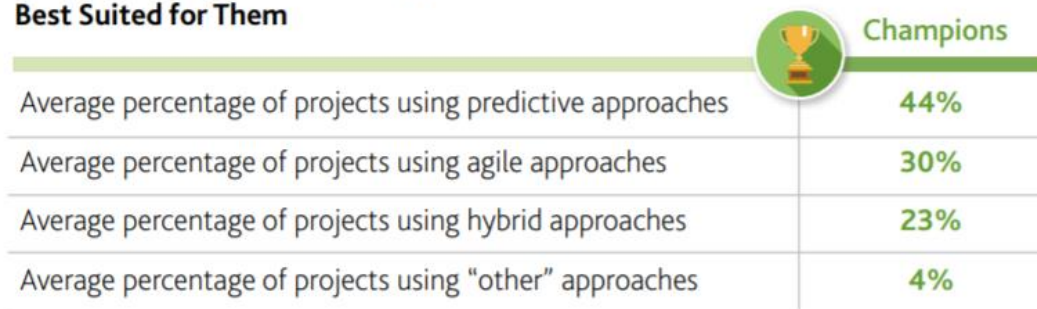 Best Suited for Them
Champions
Average percentage of projects using predictive approaches 44%
Average percentage of projects using agile approaches 30%
Average percentage of projects using hybrid approaches 23%
Average percentage of projects using “other” approaches 4%